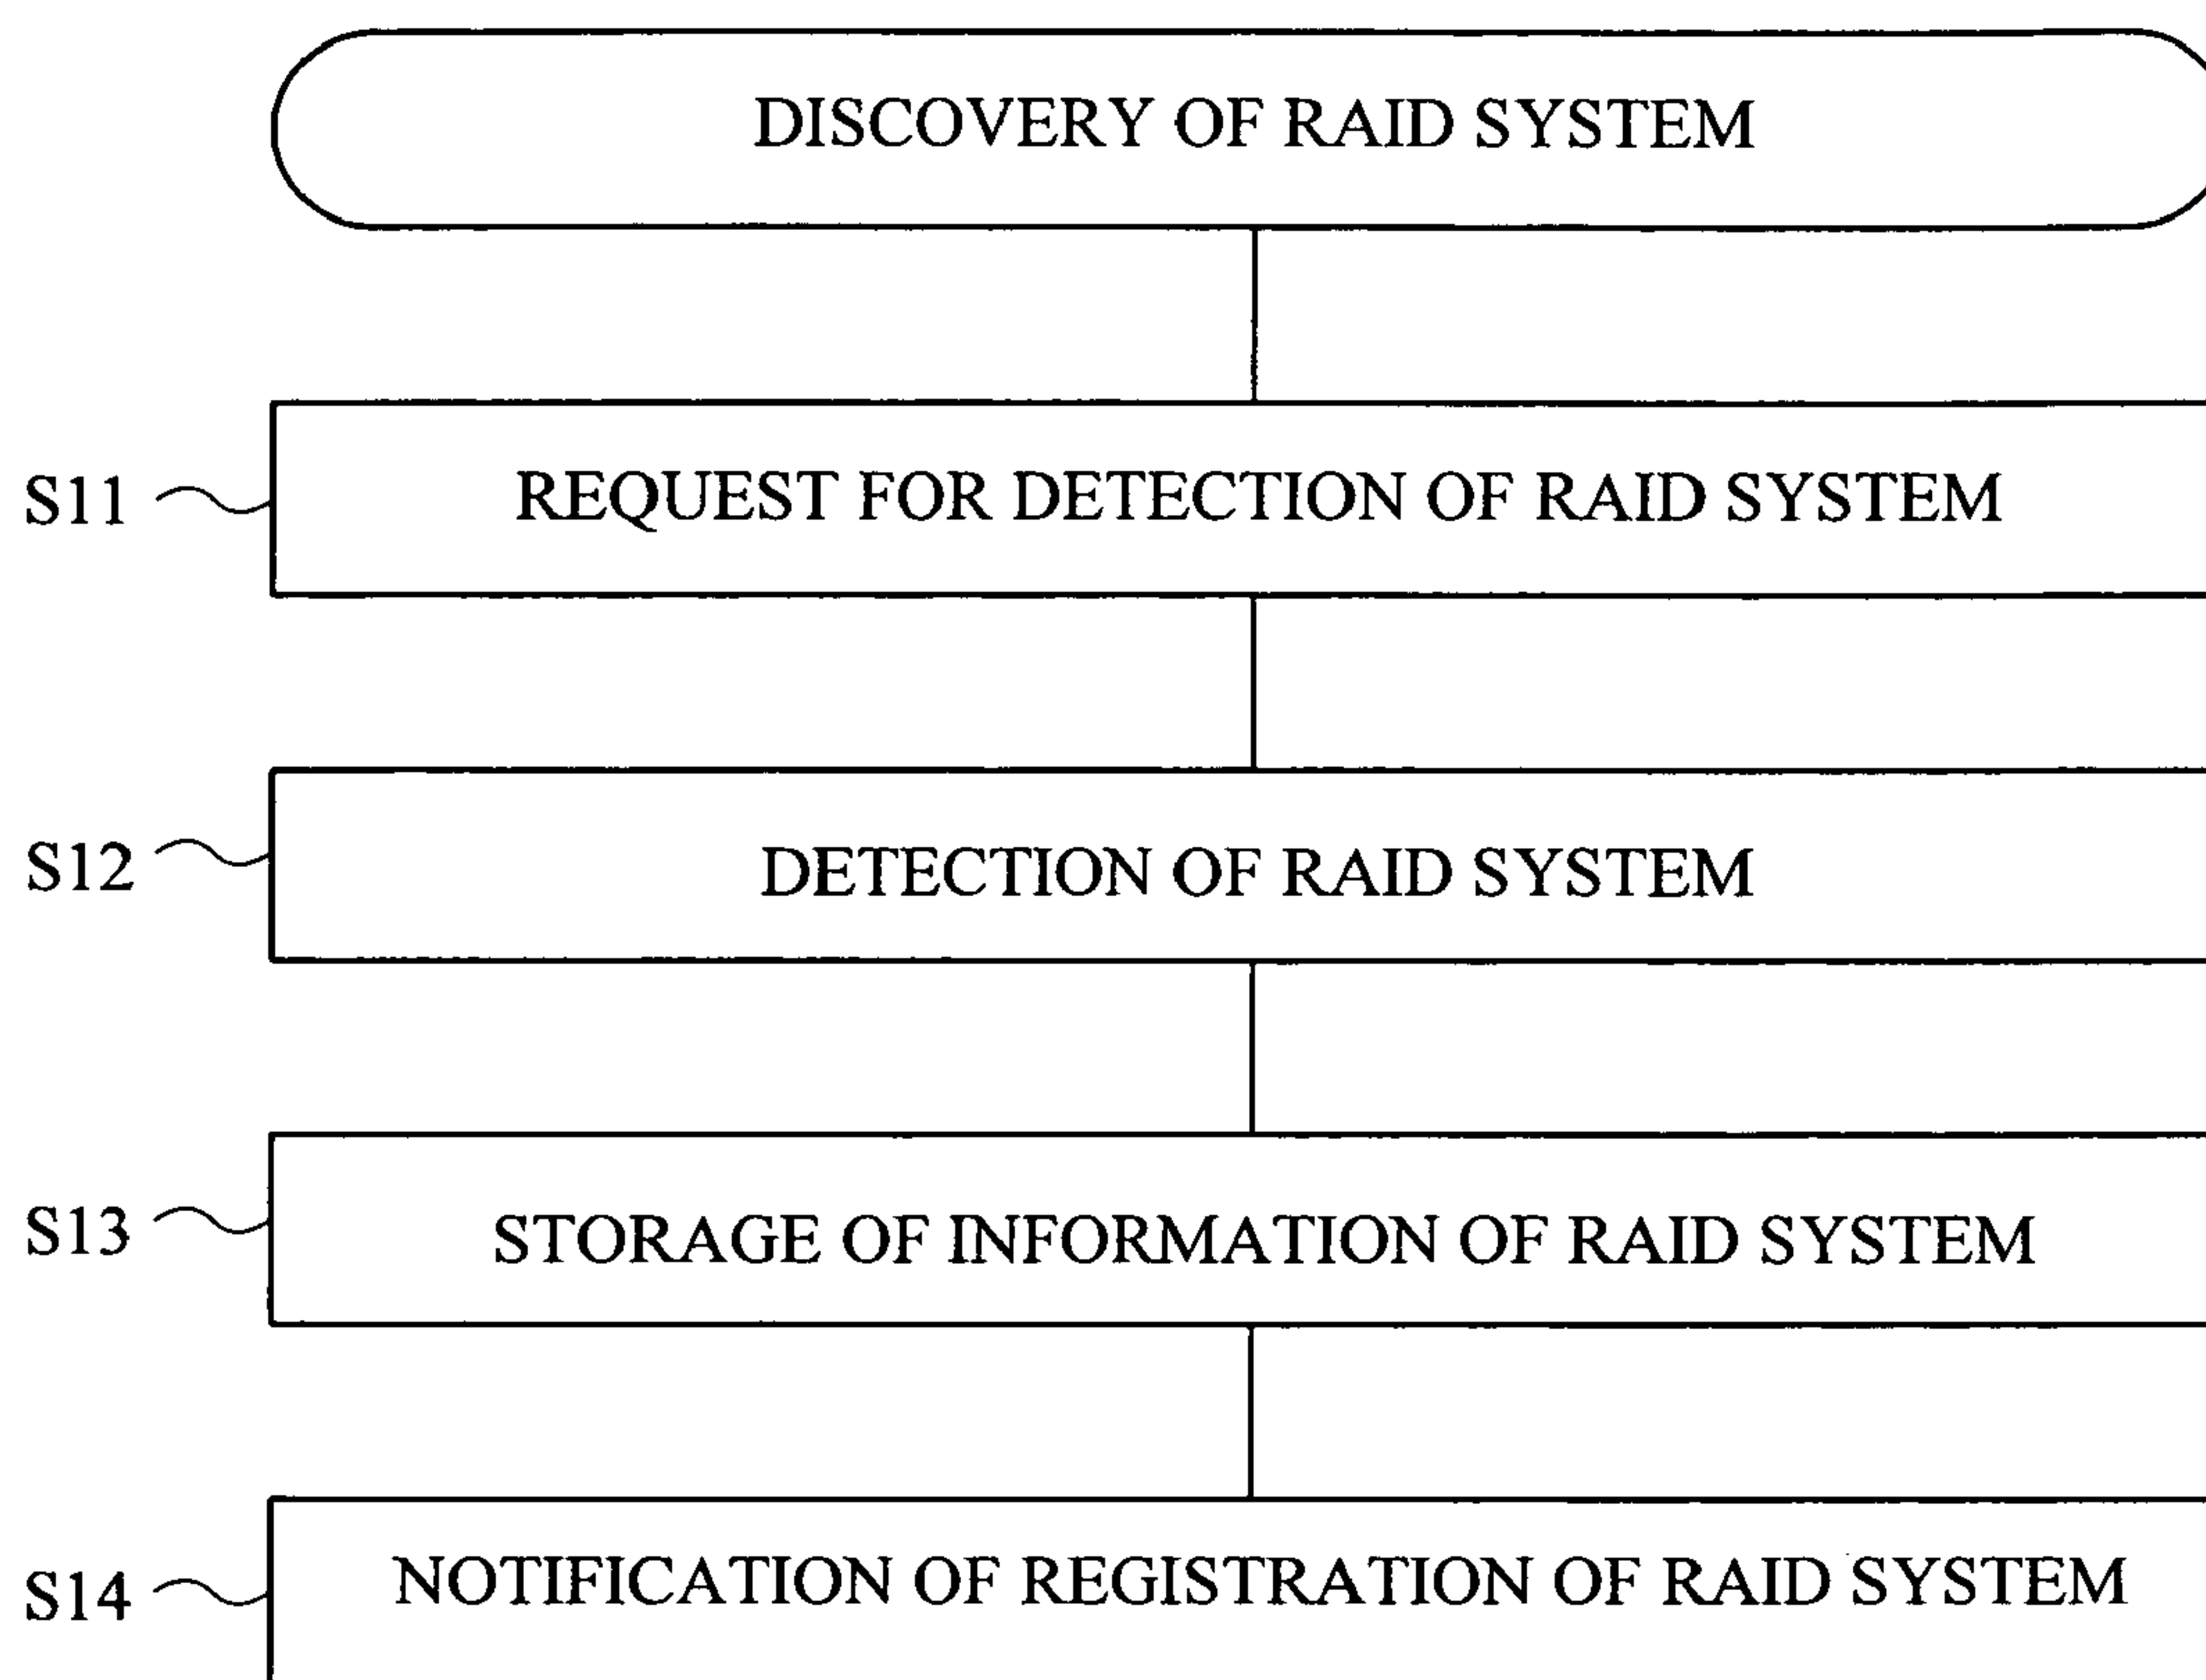 DISCOVERY OF RAID SYSTEM
S11 REQUEST FOR DETECTION OF RAID SYSTEM
S12 DETECTION OF RAID SYSTEM
S13 STORAGE OF INFORMATION OF RAID SYSTEM
S14 NOTIFICATION OF REGISTRATION OF RAID SYSTEM